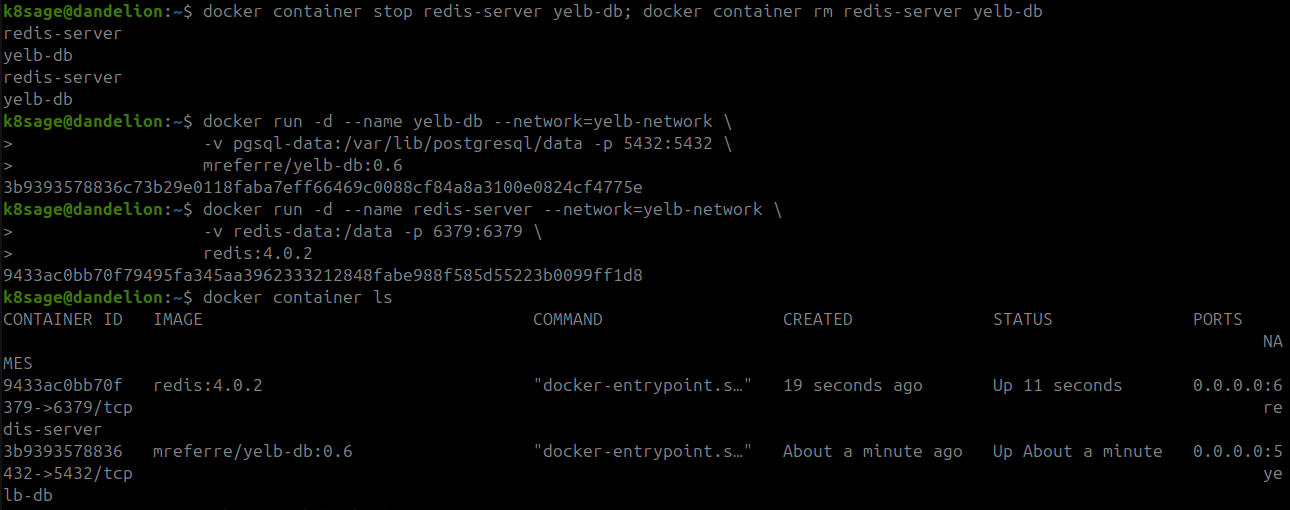 k8sage@dandelion:~$ docker container stop redis-server yelb-db; docker container rm redis-server yelb-db
redis-server
yelb-db
redis-server
yelb-db
k8sage@dandelion:~$ docker run -d --name yelb-db --network=yelb-network \
>                   -v pgsql-data:/var/lib/postgresql/data -p 5432:5432 \
>                   mreferre/yelb-db:0.6
3b9393578836c73b29e0118faba7eff66469c0088cf84a8a3100e0824cf4775e
k8sage@dandelion:~$ docker run -d --name redis-server --network=yelb-network \
>                   -v redis-data:/data -p 6379:6379 \
>                   redis:4.0.2
9433ac0bb70f79495fa345aa3962333212848fabe988f585d55223b0099ff1d8
k8sage@dandelion:~$ docker container ls
CONTAINER ID   IMAGE                                 COMMAND                  CREATED              STATUS              PORTS
NA
MES
9433ac0bb70f   redis:4.0.2                           "docker-entrypoint.s…"   19 seconds ago       Up 11 seconds       0.0.0.0:6
379->6379/tcp                                                                                                                 re
dis-server
3b9393578836   mreferre/yelb-db:0.6                  "docker-entrypoint.s…"   About a minute ago   Up About a minute   0.0.0.0:5
432->5432/tcp                                                                                                                 ye
lb-db